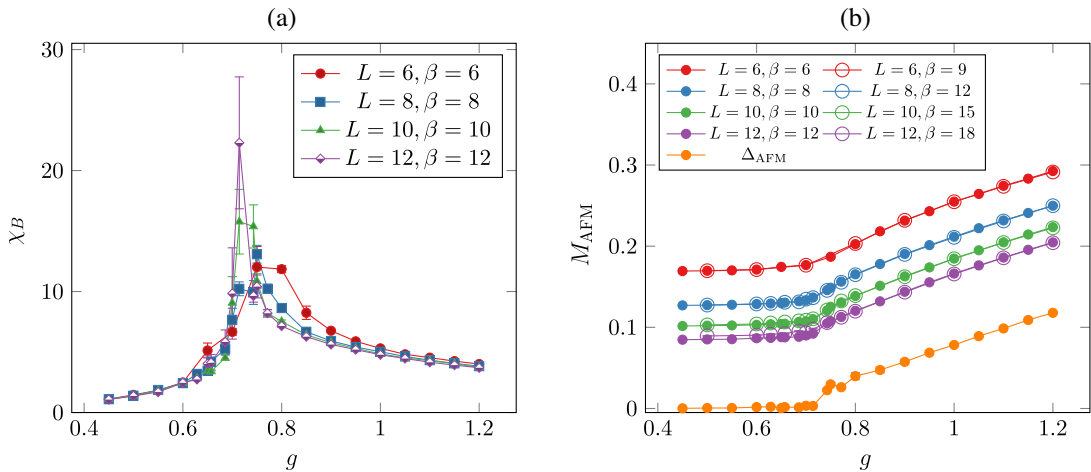 (a)
30
20
10
0
χ_B
0.4 0.6 0.8 1 1.2
g
L = 6, β = 6
L = 8, β = 8
L = 10, β = 10
L = 12, β = 12
(b)
0.4
0.3
0.2
0.1
0
M_AFM
0.4 0.6 0.8 1 1.2
g
L = 6, β = 6 L = 6, β = 9
L = 8, β = 8 L = 8, β = 12
L = 10, β = 10 L = 10, β = 15
L = 12, β = 12 L = 12, β = 18
Δ_AFM